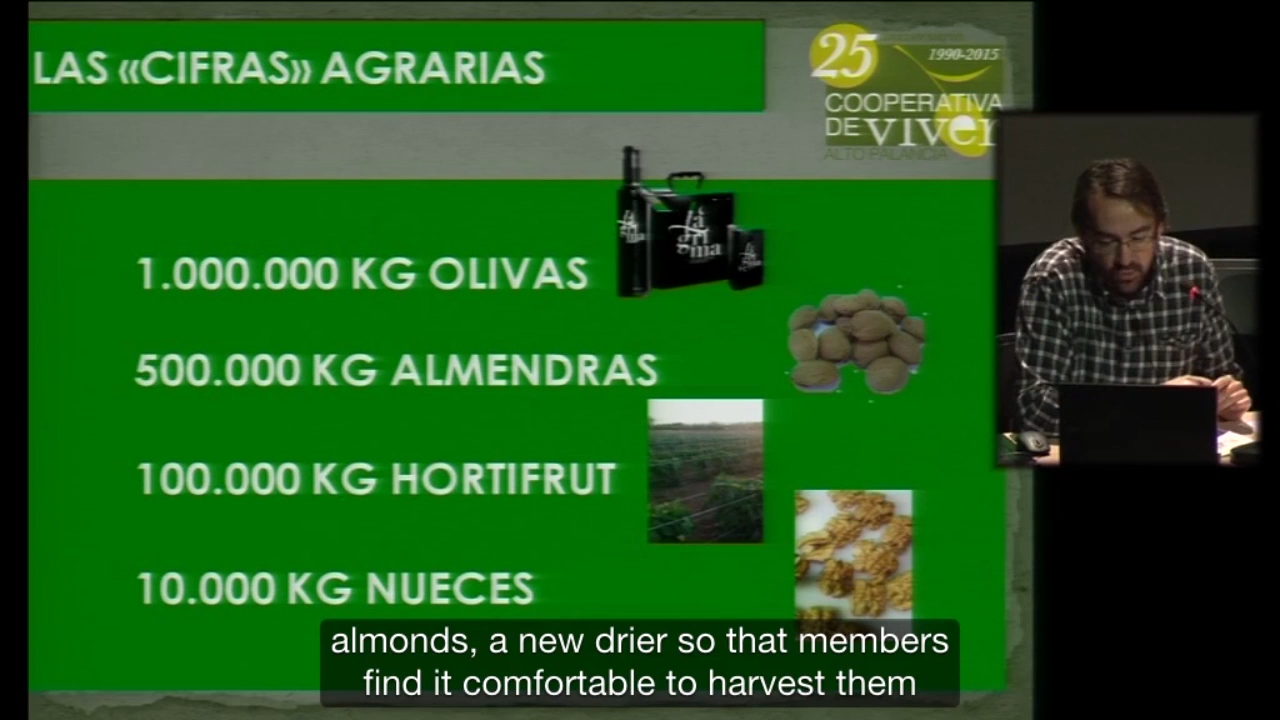 LAS «CIFRAS» AGRARIAS
25
1990-2015
COOPERATIVA
DE viver
ALTO PALANCIA
lágrima
1.000.000 KG OLIVAS
500.000 KG ALMENDRAS
100.000 KG HORTIFRUT
10.000 KG NUECES
almonds, a new drier so that members
find it comfortable to harvest them